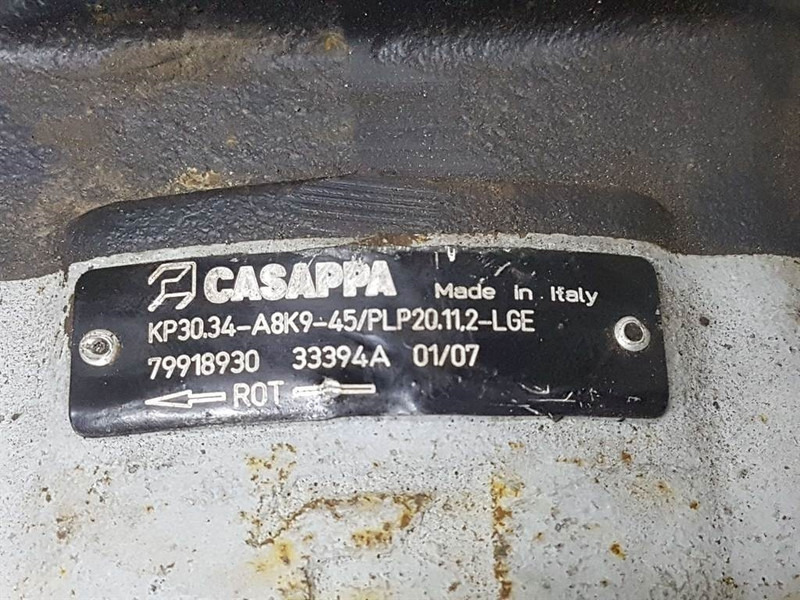 CASAPPA Made in Italy
KP30.34-A8K9-45/PLP20.11,2-LGE
79918930 33394A 01/07
ROT